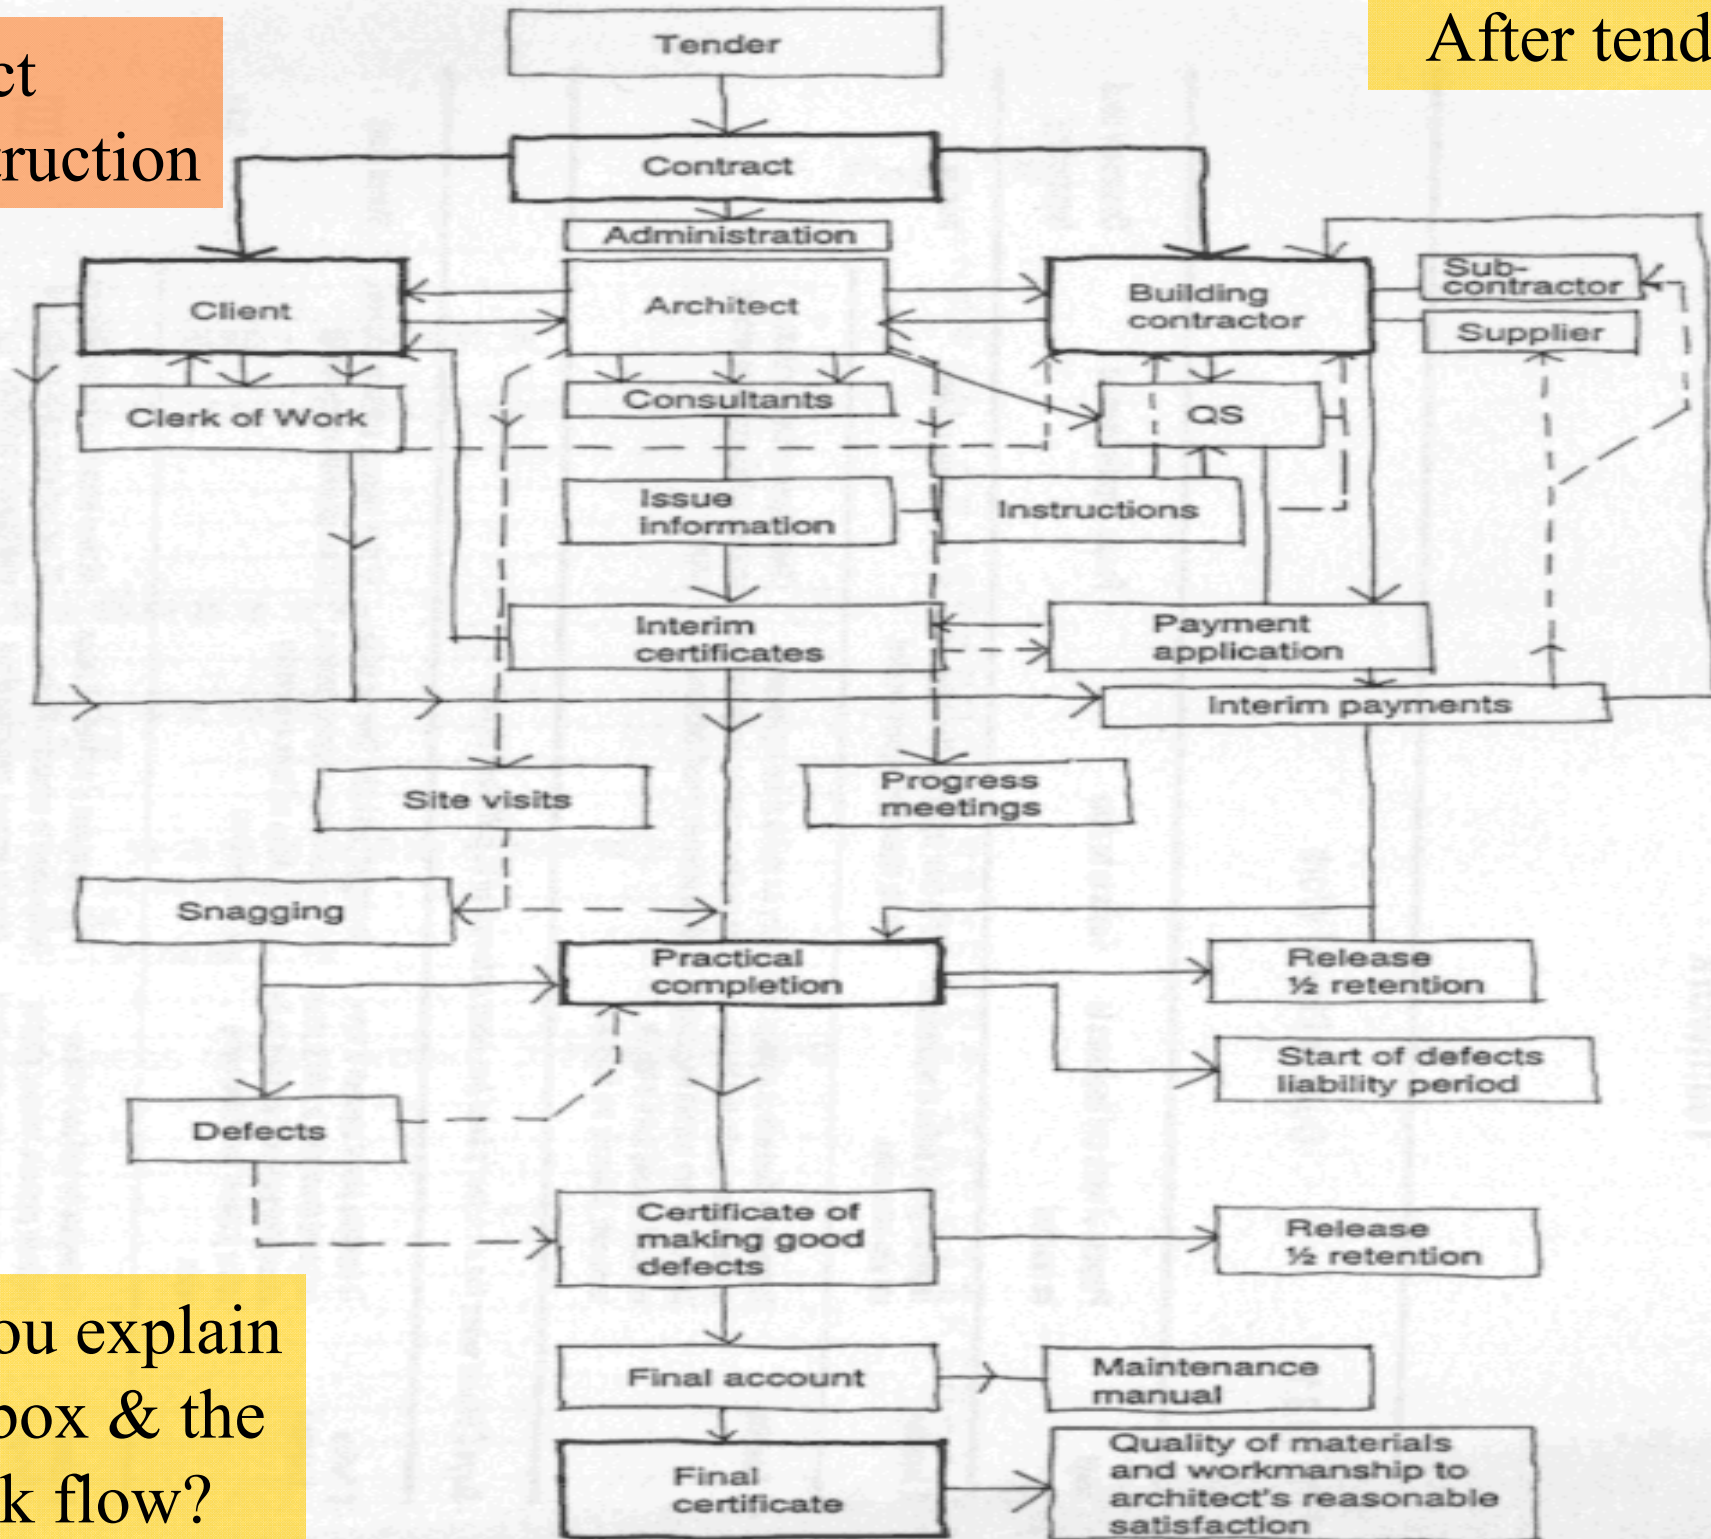 ct
truction
After tend
Tender
Contract
Administration
Client
Architect
Building
contractor
Sub-
contractor
Supplier
Clerk of Work
Consultants
QS
Issue
information
Instructions
Interim
certificates
Payment
application
Interim payments
Site visits
Progress
meetings
Snagging
Practical
completion
Release
½ retention
Start of defects
liability period
Defects
Certificate of
making good
defects
Release
½ retention
Final account
Maintenance
manual
Final
certificate
Quality of materials
and workmanship to
architect's reasonable
satisfaction
ou explain
box & the
k flow?